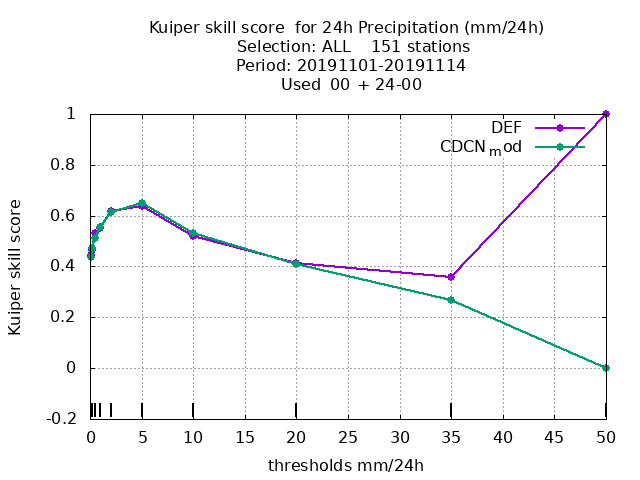 Kuiper skill score  for 24h Precipitation (mm/24h)
Selection: ALL    151 stations
Period: 20191101-20191114
Used  00 + 24-00
DEF
CDCNmod
1
0.8
0.6
0.4
0.2
0
-0.2
Kuiper skill score
0 5 10 15 20 25 30 35 40 45 50
thresholds mm/24h